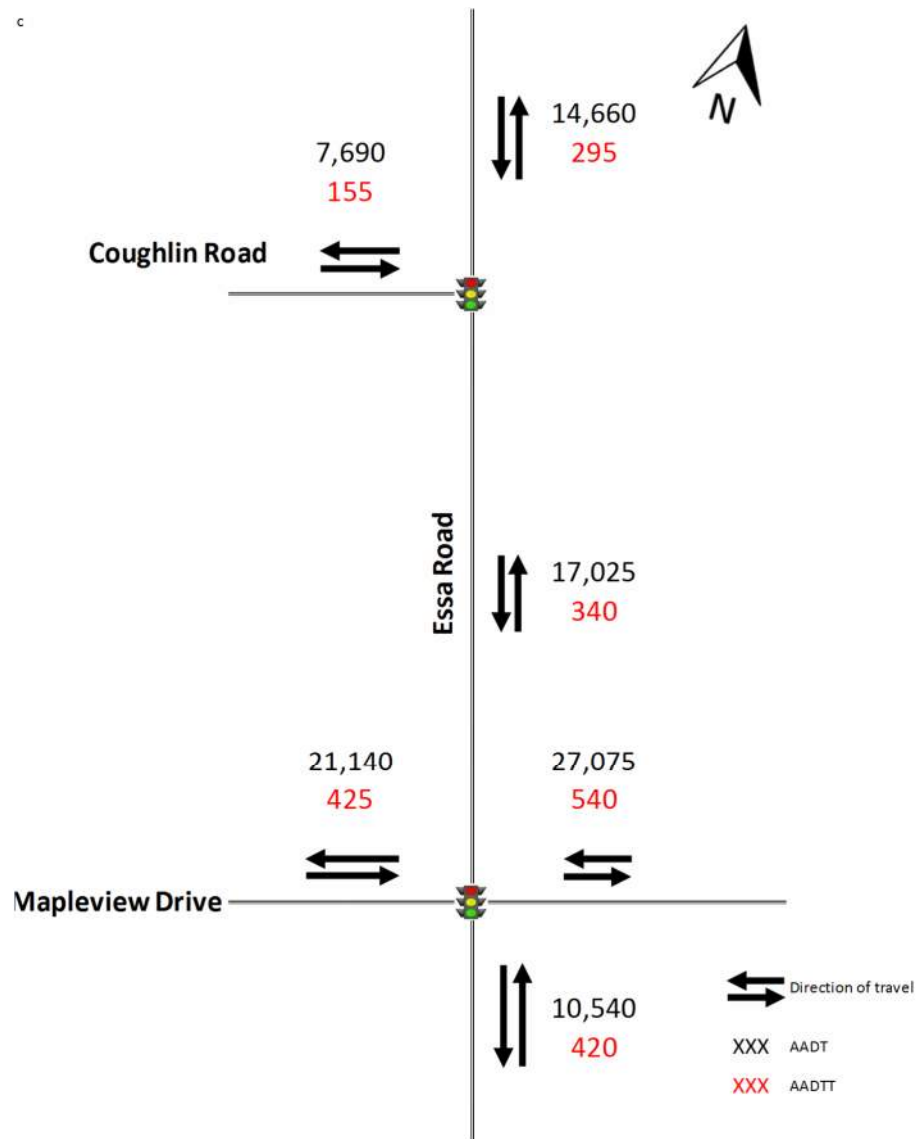 c
14,660
295
7,690
155
N
Coughlin Road
Essa Road
17,025
340
21,140
425
27,075
540
Mapleview Drive
10,540
420
Direction of travel
XXX AADT
XXX AADTT